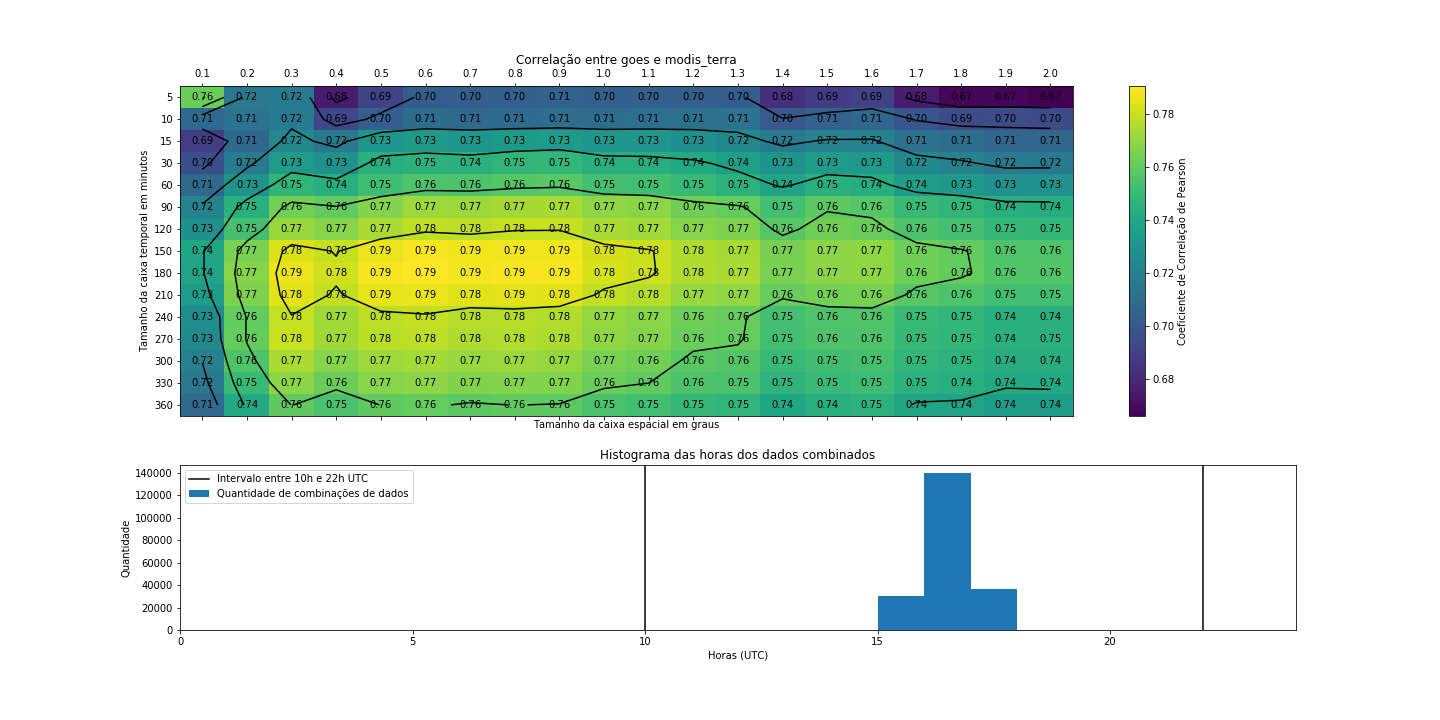 Correlação entre goes e modis_terra
0.1 0.2 0.3 0.4 0.5 0.6 0.7 0.8 0.9 1.0 1.1 1.2 1.3 1.4 1.5 1.6 1.7 1.8 1.9 2.0
5 0.76 0.72 0.72 0.68 0.69 0.70 0.70 0.70 0.71 0.70 0.70 0.70 0.70 0.68 0.69 0.69 0.68 0.67 0.67 0.67
10 0.71 0.71 0.72 0.69 0.70 0.71 0.71 0.71 0.71 0.71 0.71 0.71 0.71 0.70 0.71 0.71 0.70 0.69 0.70 0.70
15 0.69 0.71 0.72 0.72 0.73 0.73 0.73 0.73 0.73 0.73 0.73 0.73 0.72 0.71 0.72 0.72 0.71 0.71 0.71 0.71
30 0.70 0.72 0.73 0.73 0.74 0.75 0.74 0.75 0.75 0.74 0.74 0.74 0.74 0.73 0.73 0.73 0.72 0.72 0.72 0.72
60 0.71 0.73 0.75 0.74 0.75 0.76 0.76 0.76 0.76 0.75 0.75 0.75 0.75 0.74 0.75 0.74 0.74 0.73 0.73 0.73
90 0.72 0.75 0.76 0.76 0.77 0.77 0.77 0.77 0.77 0.77 0.77 0.76 0.76 0.75 0.76 0.76 0.75 0.75 0.74 0.74
120 0.73 0.75 0.77 0.77 0.77 0.78 0.78 0.78 0.78 0.77 0.77 0.77 0.77 0.76 0.76 0.76 0.76 0.75 0.75 0.75
150 0.74 0.77 0.79 0.78 0.79 0.79 0.79 0.79 0.79 0.78 0.78 0.78 0.77 0.77 0.77 0.77 0.76 0.76 0.76 0.76
180 0.74 0.77 0.79 0.78 0.79 0.79 0.79 0.79 0.79 0.78 0.78 0.78 0.77 0.77 0.77 0.77 0.76 0.76 0.76 0.76
210 0.73 0.77 0.78 0.78 0.79 0.79 0.78 0.79 0.78 0.78 0.78 0.77 0.77 0.76 0.76 0.76 0.76 0.76 0.75 0.75
240 0.73 0.76 0.78 0.77 0.78 0.78 0.78 0.78 0.78 0.77 0.77 0.76 0.76 0.75 0.76 0.76 0.75 0.75 0.74 0.74
270 0.73 0.76 0.78 0.77 0.78 0.78 0.78 0.78 0.78 0.77 0.77 0.76 0.76 0.75 0.76 0.76 0.75 0.75 0.74 0.75
300 0.72 0.76 0.77 0.77 0.77 0.77 0.77 0.77 0.77 0.77 0.76 0.76 0.76 0.75 0.75 0.75 0.75 0.75 0.74 0.75
330 0.72 0.75 0.77 0.76 0.77 0.77 0.77 0.77 0.77 0.76 0.76 0.75 0.75 0.75 0.75 0.75 0.75 0.74 0.74 0.74
360 0.71 0.74 0.76 0.75 0.76 0.76 0.76 0.76 0.76 0.75 0.75 0.75 0.75 0.74 0.74 0.75 0.74 0.74 0.74 0.74
Tamanho da caixa temporal em minutos
Tamanho da caixa espacial em graus
0.78
0.76
0.74
0.72
0.70
0.68
Coeficiente de Correlação de Pearson
Histograma das horas dos dados combinados
Intervalo entre 10h e 22h UTC
Quantidade de combinações de dados
140000
120000
100000
80000
60000
40000
20000
0
Quantidade
0 5 10 15 20
Horas (UTC)